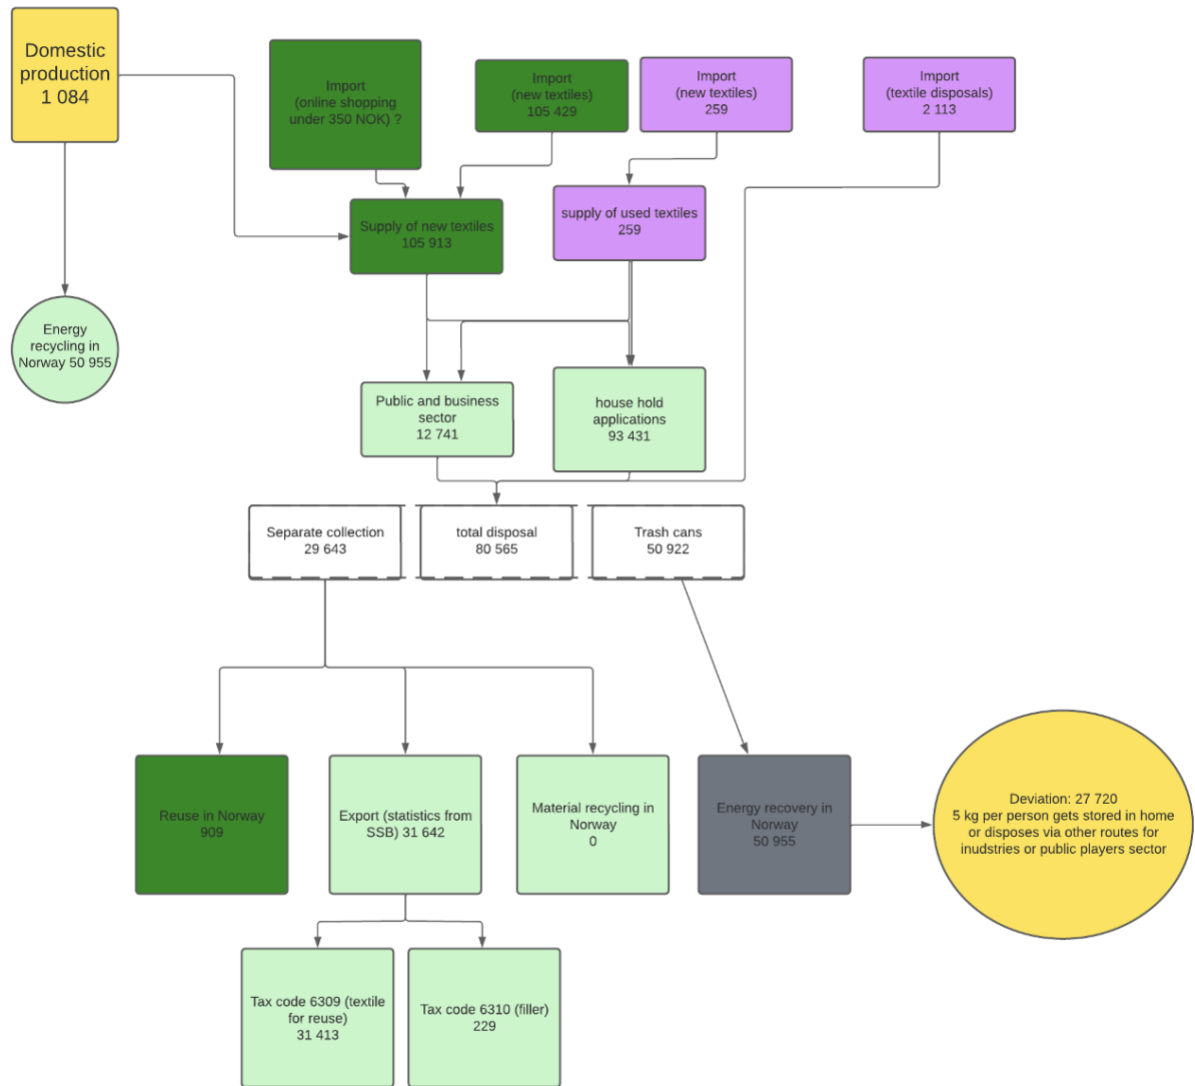 Domestic
production
1 084
Import
(online shopping
under 350 NOK) ?
Import
(new textiles)
105 429
Import
(new textiles)
259
Import
(textile disposals)
2 113
Supply of new textiles
105 913
supply of used textiles
259
Energy
recycling in
Norway 50 955
Public and business
sector
12 741
house hold
applications
93 431
Separate collection
29 643
total disposal
80 565
Trash cans
50 922
Reuse in Norway
909
Export (statistics from
SSB) 31 642
Material recycling in
Norway
0
Energy recovery in
Norway
50 955
Deviation: 27 720
5 kg per person gets stored in home
or disposes via other routes for
inudstries or public players sector
Tax code 6309 (textile
for reuse)
31 413
Tax code 6310 (filler)
229